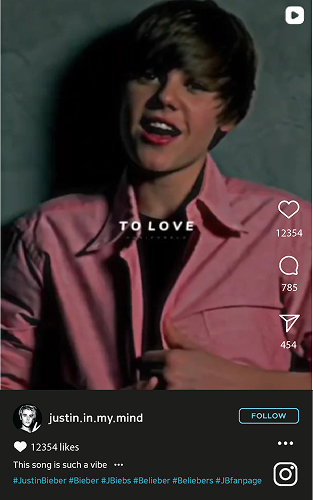 TO LOVE
12354
785
454
justin.in.my.mind
FOLLOW
12354 likes
This song is such a vibe ...
#JustinBieber #Bieber #JBiebs #Belieber #Beliebers #JBfanpage